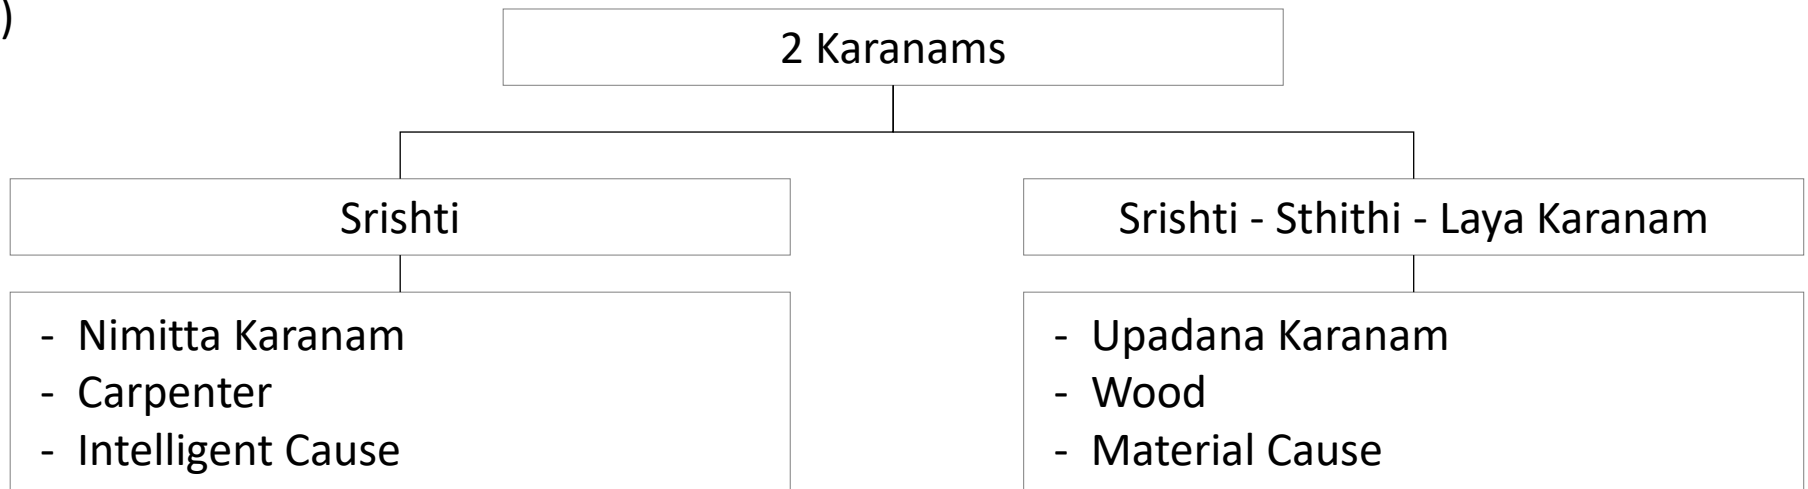 )
2 Karanams
Srishti
Srishti - Sthithi - Laya Karanam
- Nimitta Karanam
- Carpenter
- Intelligent Cause
- Upadana Karanam
- Wood
- Material Cause